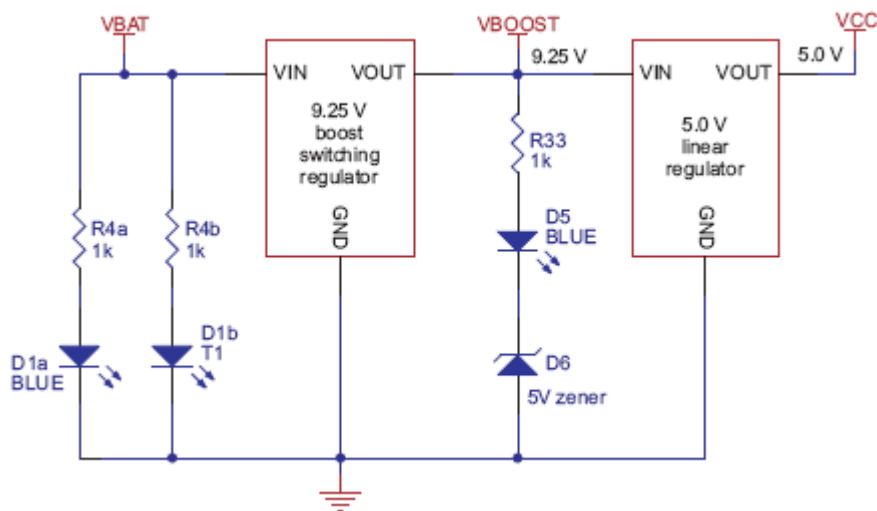 VBAT
VBOOST
VCC
VIN
VOUT
9.25 V
VIN
VOUT
5.0 V
9.25 V
boost
switching
regulator
GND
R33
1k
5.0 V
linear
regulator
GND
R4a
1k
R4b
1k
D5
BLUE
D1a
BLUE
D1b
T1
D6
5V zener